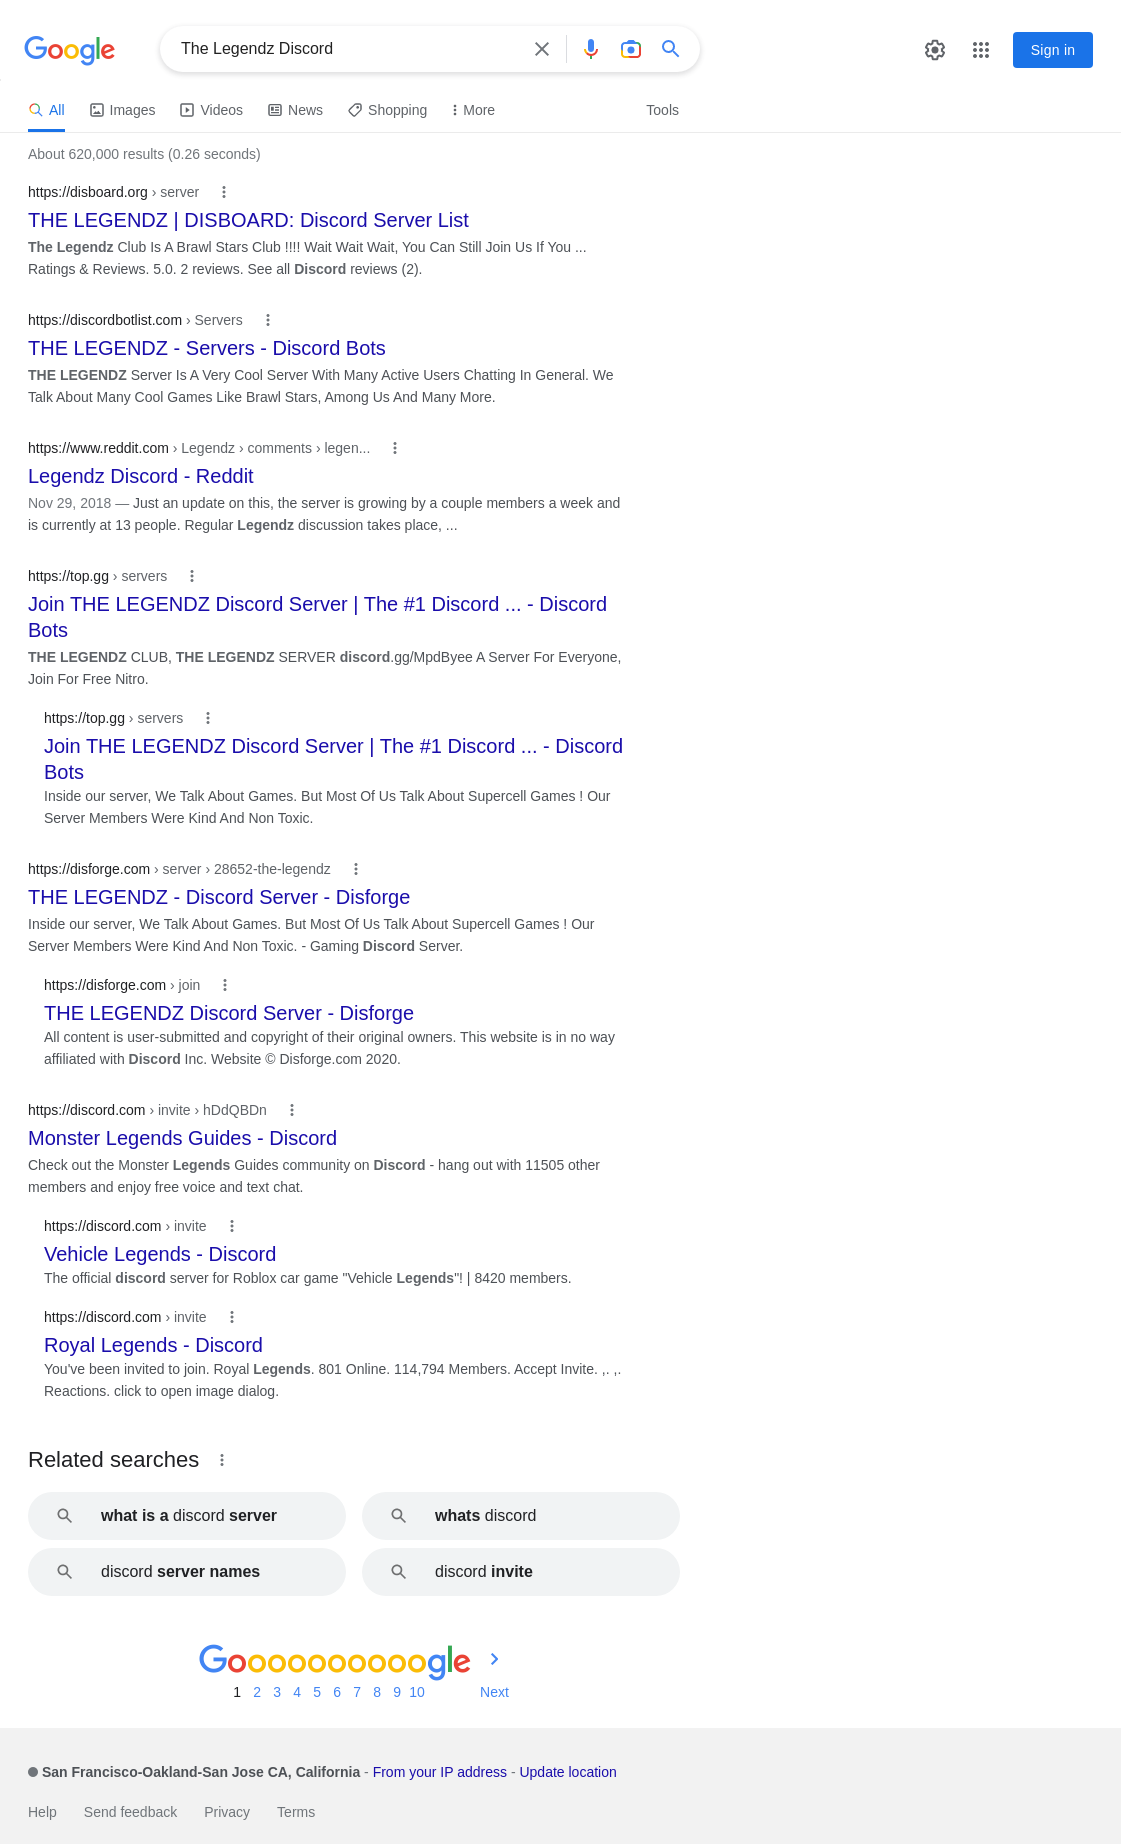 Google
The Legendz Discord
Sign in
All Images Videos News Shopping More Tools
About 620,000 results (0.26 seconds)
https://disboard.org › server
THE LEGENDZ | DISBOARD: Discord Server List
The Legendz Club Is A Brawl Stars Club !!!! Wait Wait Wait, You Can Still Join Us If You ...
Ratings & Reviews. 5.0. 2 reviews. See all Discord reviews (2).
https://discordbotlist.com › Servers
THE LEGENDZ - Servers - Discord Bots
THE LEGENDZ Server Is A Very Cool Server With Many Active Users Chatting In General. We
Talk About Many Cool Games Like Brawl Stars, Among Us And Many More.
https://www.reddit.com › Legendz › comments › legen...
Legendz Discord - Reddit
Nov 29, 2018 — Just an update on this, the server is growing by a couple members a week and
is currently at 13 people. Regular Legendz discussion takes place, ...
https://top.gg › servers
Join THE LEGENDZ Discord Server | The #1 Discord ... - Discord
Bots
THE LEGENDZ CLUB, THE LEGENDZ SERVER discord.gg/MpdByee A Server For Everyone,
Join For Free Nitro.
https://top.gg › servers
Join THE LEGENDZ Discord Server | The #1 Discord ... - Discord
Bots
Inside our server, We Talk About Games. But Most Of Us Talk About Supercell Games ! Our
Server Members Were Kind And Non Toxic.
https://disforge.com › server › 28652-the-legendz
THE LEGENDZ - Discord Server - Disforge
Inside our server, We Talk About Games. But Most Of Us Talk About Supercell Games ! Our
Server Members Were Kind And Non Toxic. - Gaming Discord Server.
https://disforge.com › join
THE LEGENDZ Discord Server - Disforge
All content is user-submitted and copyright of their original owners. This website is in no way
affiliated with Discord Inc. Website © Disforge.com 2020.
https://discord.com › invite › hDdQBDn
Monster Legends Guides - Discord
Check out the Monster Legends Guides community on Discord - hang out with 11505 other
members and enjoy free voice and text chat.
https://discord.com › invite
Vehicle Legends - Discord
The official discord server for Roblox car game "Vehicle Legends"! | 8420 members.
https://discord.com › invite
Royal Legends - Discord
You've been invited to join. Royal Legends. 801 Online. 114,794 Members. Accept Invite. ,. ,.
Reactions. click to open image dialog.
Related searches
what is a discord server
whats discord
discord server names
discord invite
Goooooooooogle
1 2 3 4 5 6 7 8 9 10 Next
San Francisco-Oakland-San Jose CA, California - From your IP address - Update location
Help Send feedback Privacy Terms